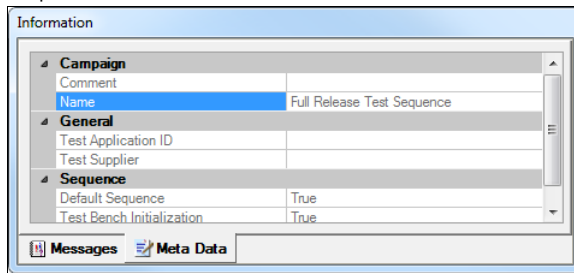 Information
Campaign
Comment
Name Full Release Test Sequence
General
Test Application ID
Test Supplier
Sequence
Default Sequence True
Test Bench Initialization True
Messages Meta Data